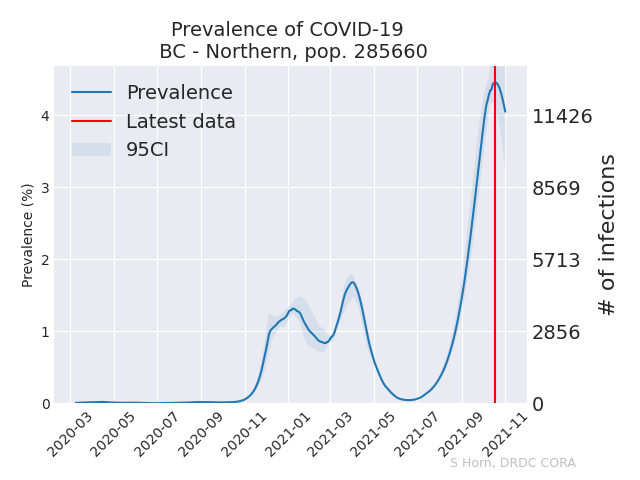 Prevalence of COVID-19
BC - Northern, pop. 285660
Prevalence
Latest data
95CI
Prevalence (%)
4
3
2
1
0
11426
8569
5713
2856
0
# of infections
2020-03
2020-05
2020-07
2020-09
2020-11
2021-01
2021-03
2021-05
2021-07
2021-09
2021-11
S Horn, DRDC CORA